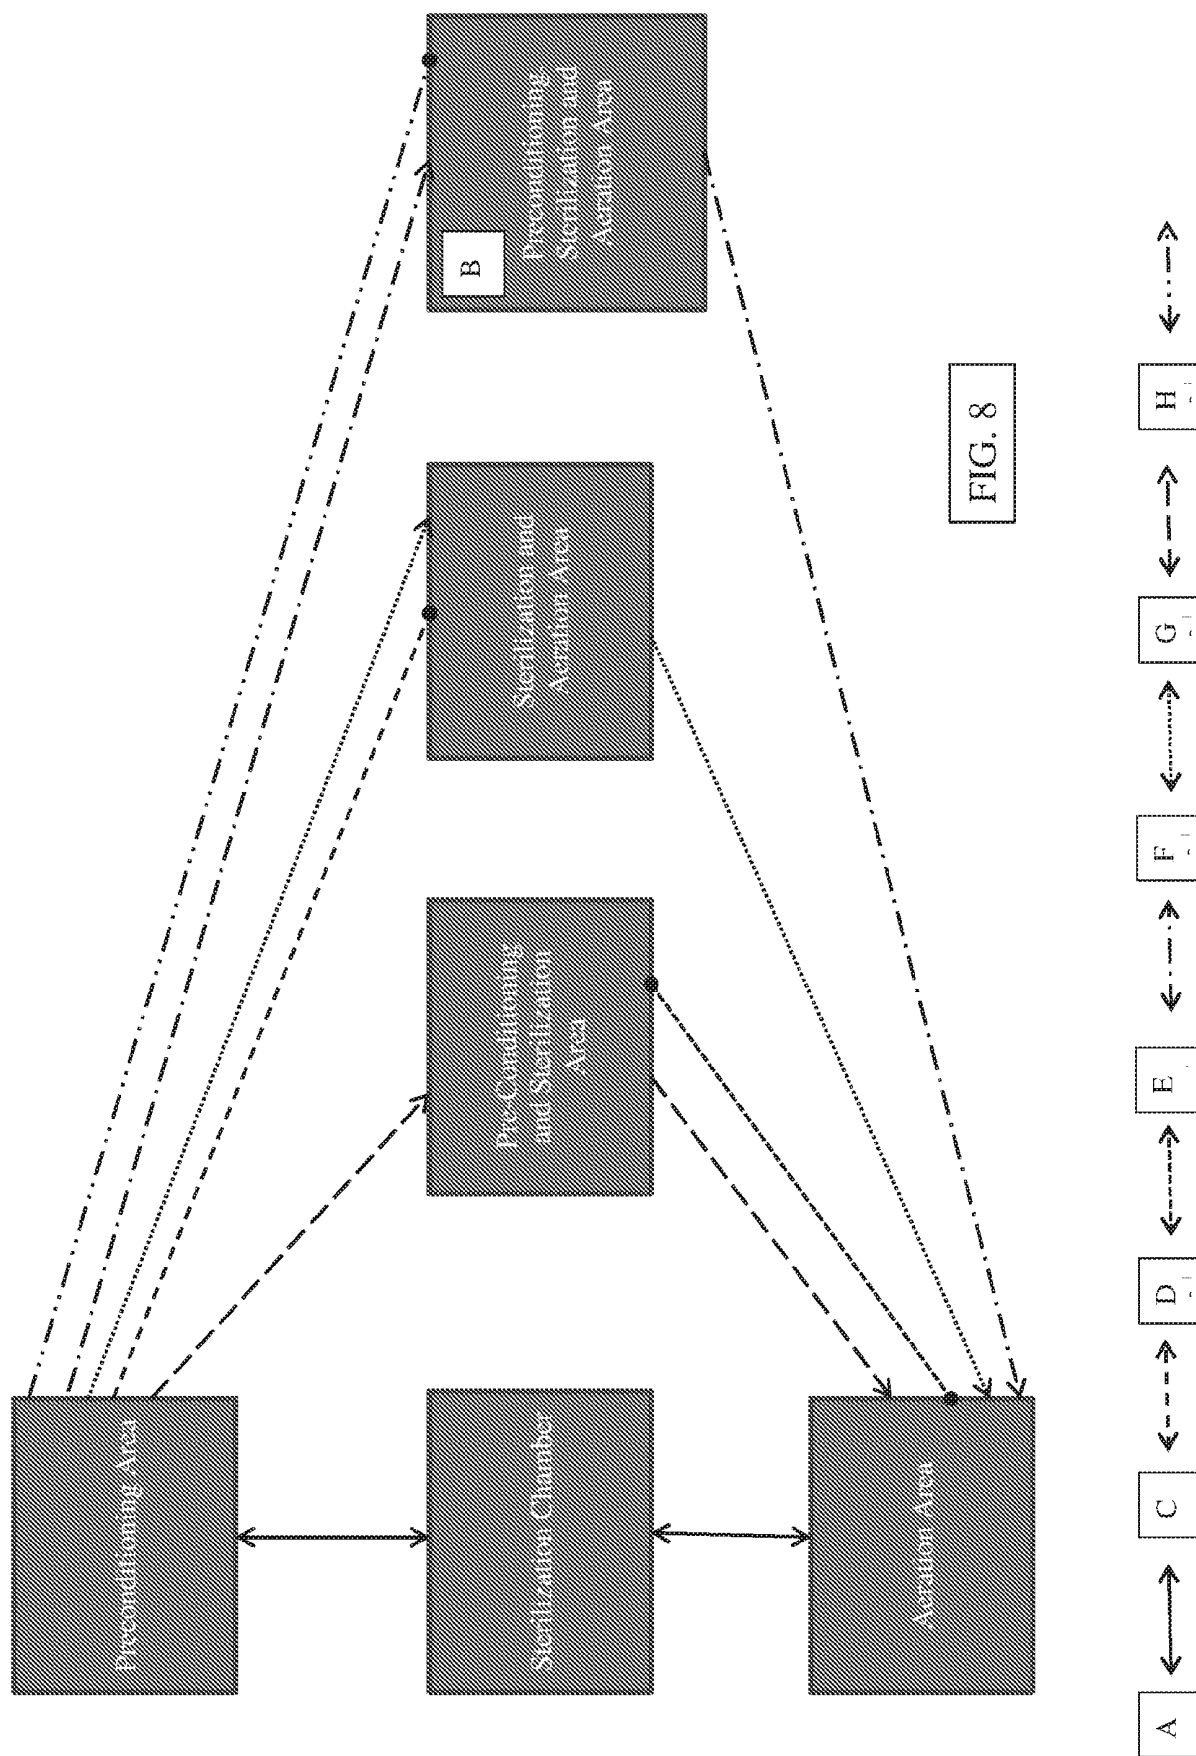 Preconditioning Area
Sterilizaton Chamber
Aeration Area
Pre-Conditioning
and Sterilization
Area
Sterilization and
Aeration Area
B
Preconditioning
Sterilization and
Aeration Area
FIG. 8
A
C
D
E
F
G
H